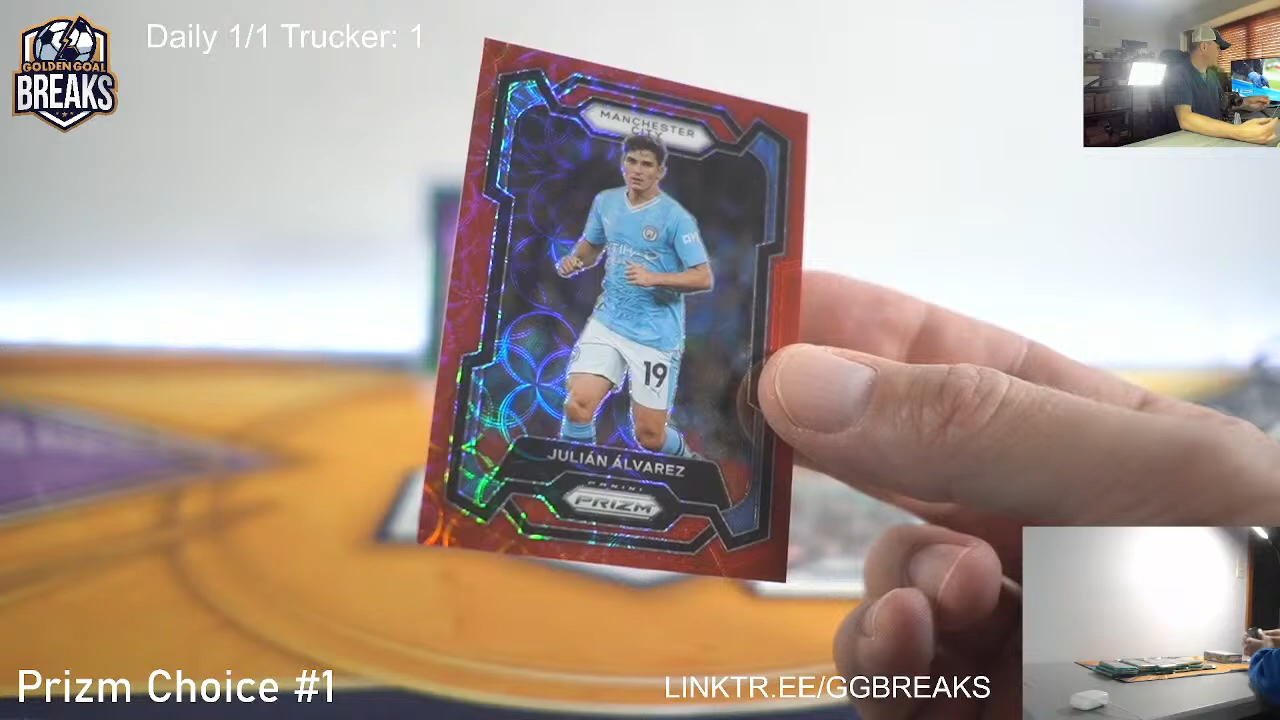 GOLDEN GOAL
BREAKS
Daily 1/1 Trucker: 1
MANCHESTER
CITY
19
JULIÁN ÁLVAREZ
PANINI
PRIZM
Prizm Choice #1
LINKTR.EE/GGBREAKS